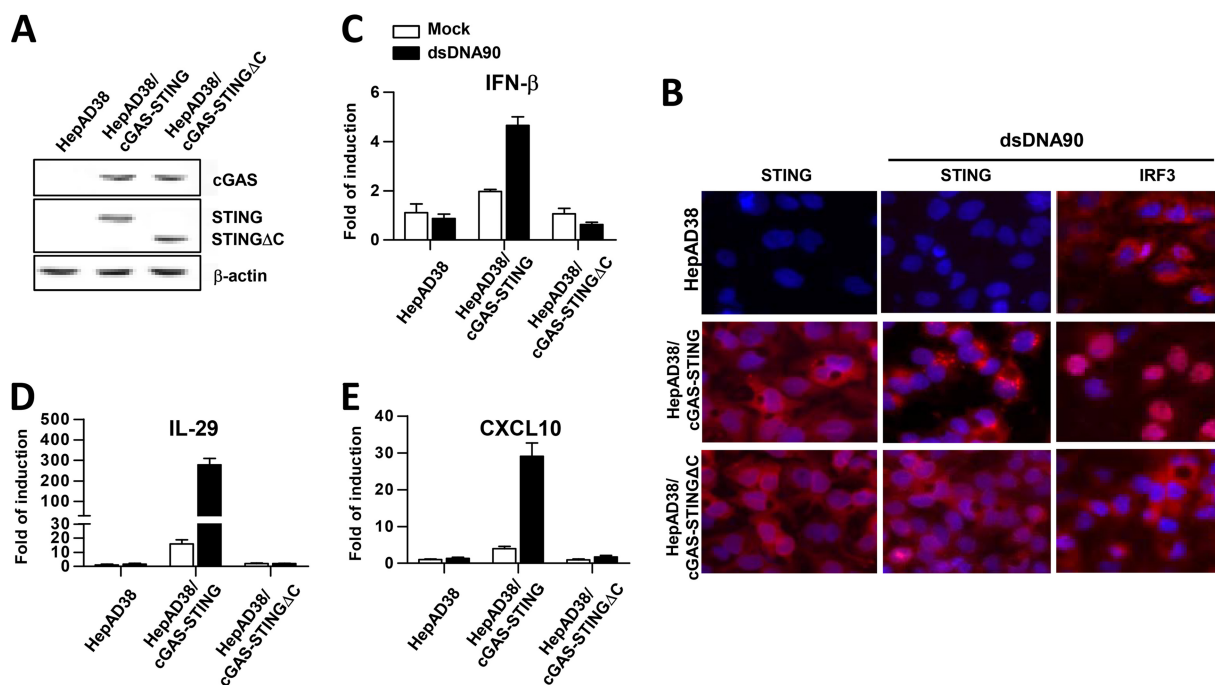 A
HepAD38
HepAD38/
cGAS-STING
HepAD38/
cGAS-STINGΔC
cGAS
STING
STINGΔC
β-actin
C
Mock
dsDNA90
IFN-β
Fold of induction
6
4
2
0
HepAD38
HepAD38/
cGAS-STING
HepAD38/
cGAS-STINGΔC
B
dsDNA90
STING
STING
IRF3
HepAD38
HepAD38/
cGAS-STING
HepAD38/
cGAS-STINGΔC
D
IL-29
Fold of induction
500
400
300
200
100
30
20
10
0
HepAD38
HepAD38/
cGAS-STING
HepAD38/
cGAS-STINGΔC
E
CXCL10
Fold of induction
40
30
20
10
0
HepAD38
HepAD38/
cGAS-STING
HepAD38/
cGAS-STINGΔC